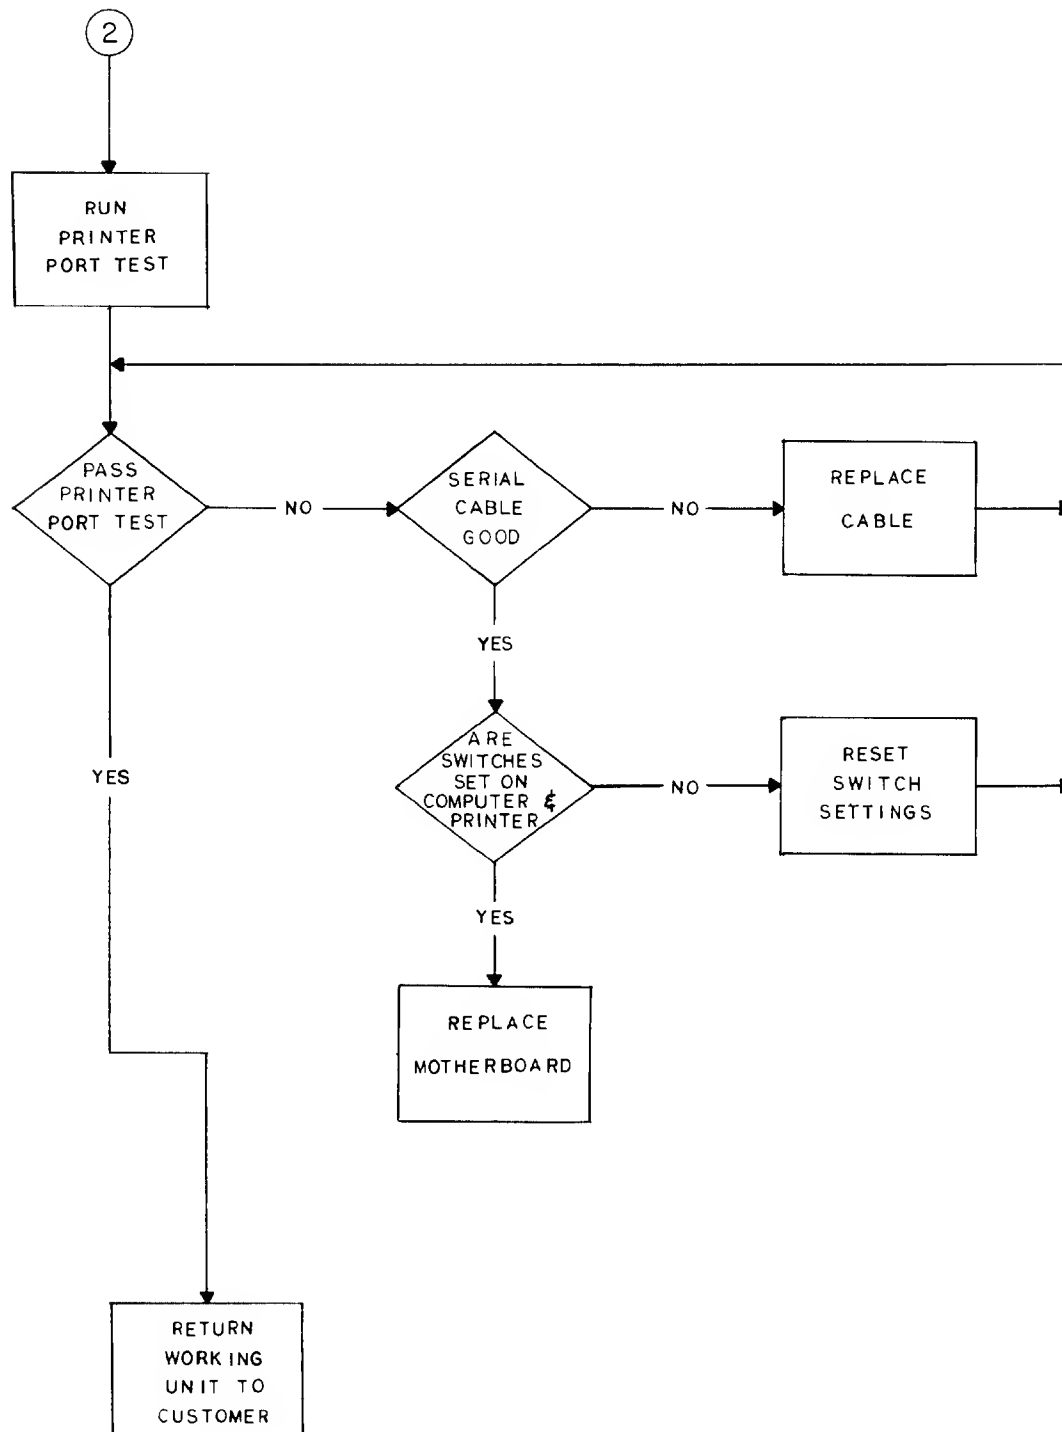 2
RUN
PRINTER
PORT TEST
PASS
PRINTER
PORT TEST
NO
SERIAL
CABLE
GOOD
NO
REPLACE
CABLE
YES
YES
ARE
SWITCHES
SET ON
COMPUTER &
PRINTER
NO
RESET
SWITCH
SETTINGS
YES
REPLACE
MOTHERBOARD
RETURN
WORKING
UNIT TO
CUSTOMER